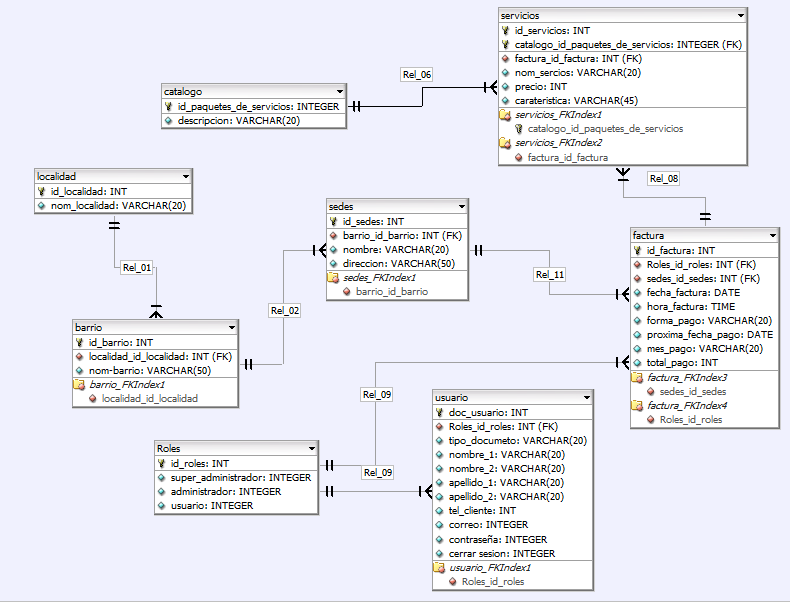 servicios
id_servicios: INT
catalogo_id_paquetes_de_servicios: INTEGER (FK)
factura_id_factura: INT (FK)
nom_sercios: VARCHAR(20)
precio: INT
carateristica: VARCHAR(45)
servicios_FKIndex1
catalogo_id_paquetes_de_servicios
servicios_FKIndex2
factura_id_factura
Rel_06
catalogo
id_paquetes_de_servicios: INTEGER
descripcion: VARCHAR(20)
localidad
id_localidad: INT
nom_localidad: VARCHAR(20)
Rel_08
sedes
id_sedes: INT
barrio_id_barrio: INT (FK)
nombre: VARCHAR(20)
direccion: VARCHAR(50)
sedes_FKIndex1
barrio_id_barrio
factura
id_factura: INT
Roles_id_roles: INT (FK)
sedes_id_sedes: INT (FK)
fecha_factura: DATE
hora_factura: TIME
forma_pago: VARCHAR(20)
proxima_fecha_pago: DATE
mes_pago: VARCHAR(20)
total_pago: INT
factura_FKIndex3
sedes_id_sedes
factura_FKIndex4
Roles_id_roles
Rel_01
Rel_11
Rel_02
barrio
id_barrio: INT
localidad_id_localidad: INT (FK)
nom-barrio: VARCHAR(50)
barrio_FKIndex1
localidad_id_localidad
Rel_09
usuario
doc_usuario: INT
Roles_id_roles: INT (FK)
tipo_documeto: VARCHAR(20)
nombre_1: VARCHAR(20)
nombre_2: VARCHAR(20)
apellido_1: VARCHAR(20)
apellido_2: VARCHAR(20)
tel_cliente: INT
correo: INTEGER
contraseña: INTEGER
cerrar sesion: INTEGER
usuario_FKIndex1
Roles_id_roles
Roles
id_roles: INT
super_administrador: INTEGER
administrador: INTEGER
usuario: INTEGER
Rel_09